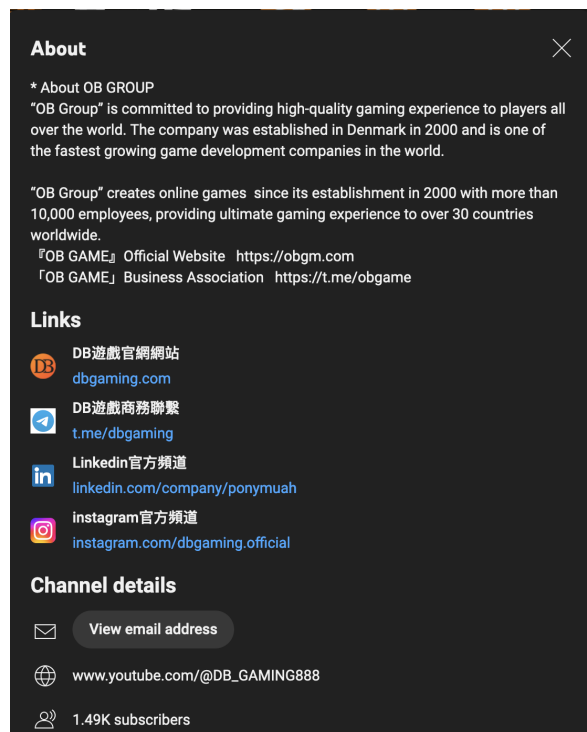 About
* About OB GROUP
“OB Group” is committed to providing high-quality gaming experience to players all
over the world. The company was established in Denmark in 2000 and is one of
the fastest growing game development companies in the world.
“OB Group” creates online games  since its establishment in 2000 with more than
10,000 employees, providing ultimate gaming experience to over 30 countries
worldwide.
『OB GAME』Official Website   https://obgm.com
「OB GAME」Business Association   https://t.me/obgame
Links
DB
DB遊戲官網網站
dbgaming.com
DB遊戲商務聯繫
t.me/dbgaming
in
Linkedin官方頻道
linkedin.com/company/ponymuah
instagram官方頻道
instagram.com/dbgaming.official
Channel details
View email address
www.youtube.com/@DB_GAMING888
1.49K subscribers